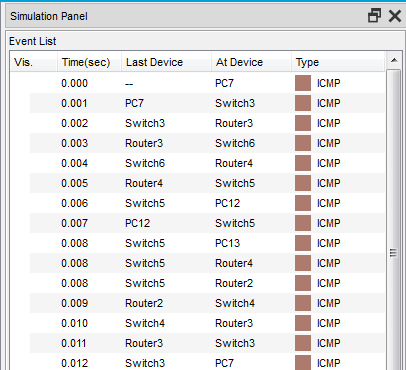 Simulation Panel
Event List
Vis. Time(sec) Last Device At Device Type
0.000 -- PC7 ICMP
0.001 PC7 Switch3 ICMP
0.002 Switch3 Router3 ICMP
0.003 Router3 Switch6 ICMP
0.004 Switch6 Router4 ICMP
0.005 Router4 Switch5 ICMP
0.006 Switch5 PC12 ICMP
0.007 PC12 Switch5 ICMP
0.008 Switch5 PC13 ICMP
0.008 Switch5 Router4 ICMP
0.008 Switch5 Router2 ICMP
0.009 Router2 Switch4 ICMP
0.010 Switch4 Router3 ICMP
0.011 Router3 Switch3 ICMP
0.012 Switch3 PC7 ICMP